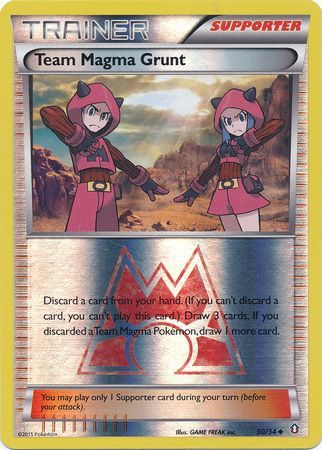 TRAINER SUPPORTER
Team Magma Grunt
Discard a card from your hand. (If you can't discard a
card, you can't play this card.) Draw 3 cards. If you
discarded a Team Magma Pokémon, draw 1 more card.
You may only play 1 Supporter card during your turn (before
your attack).
©2015 Pokémon Illus. GAME FREAK inc. 30/34